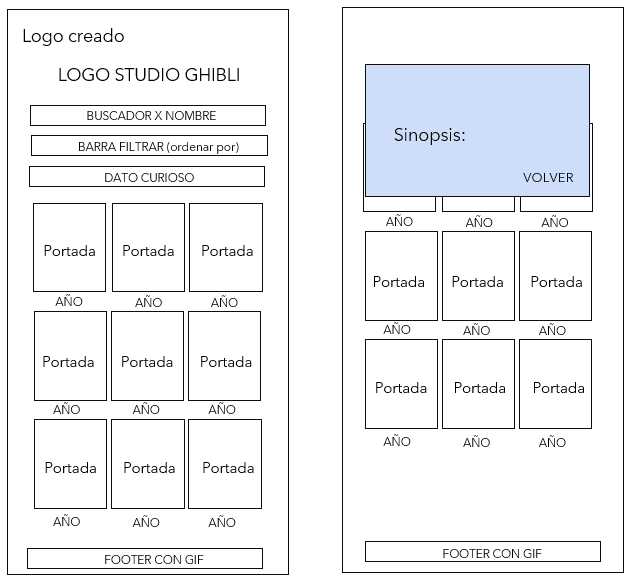 Logo creado
LOGO STUDIO GHIBLI
BUSCADOR X NOMBRE
BARRA FILTRAR (ordenar por)
DATO CURIOSO
Portada Portada Portada
AÑO AÑO AÑO
Portada Portada Portada
AÑO AÑO AÑO
Portada Portada Portada
AÑO AÑO AÑO
FOOTER CON GIF
Sinopsis:
VOLVER
AÑO AÑO AÑO
Portada Portada Portada
AÑO AÑO AÑO
Portada Portada Portada
AÑO AÑO AÑO
FOOTER CON GIF